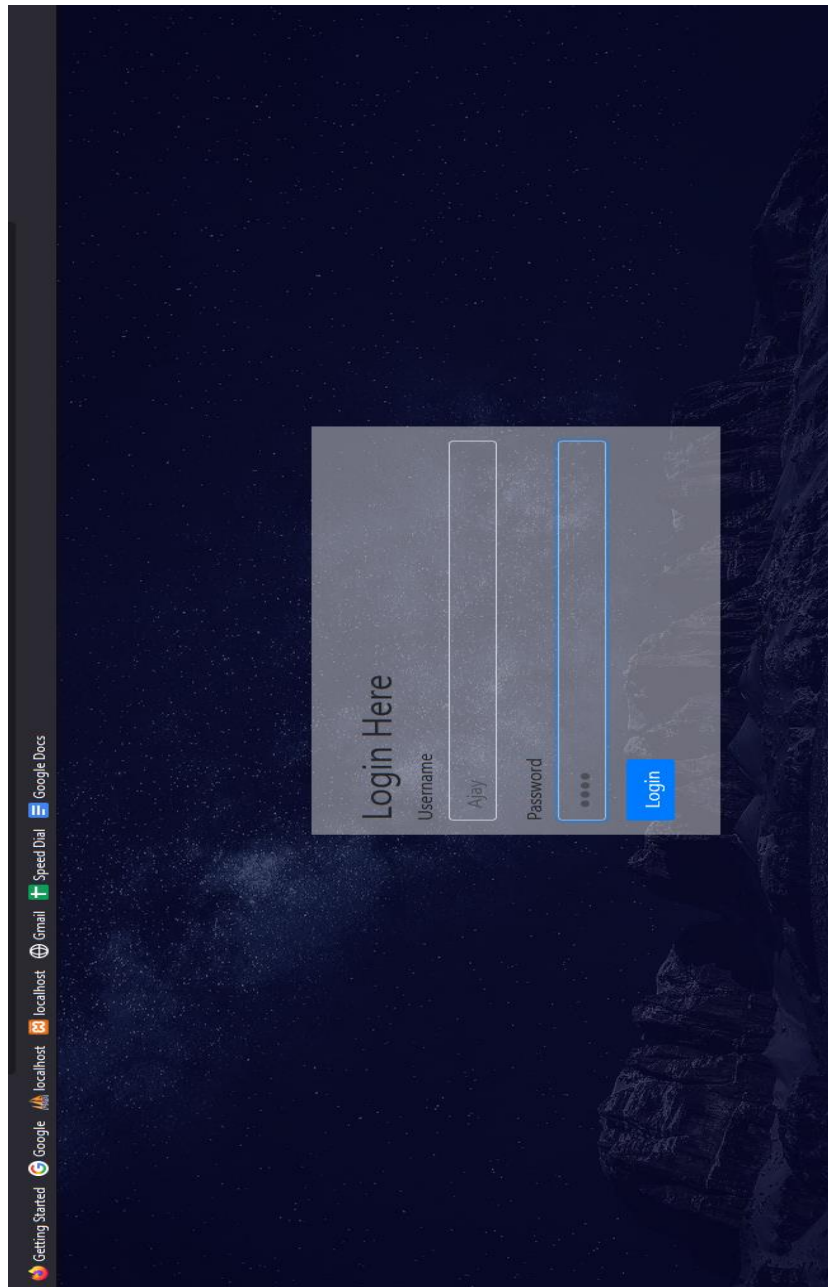 Getting Started Google localhost localhost Gmail Speed Dial Google Docs
Login Here
Username
Ajay
Password
••••
Login